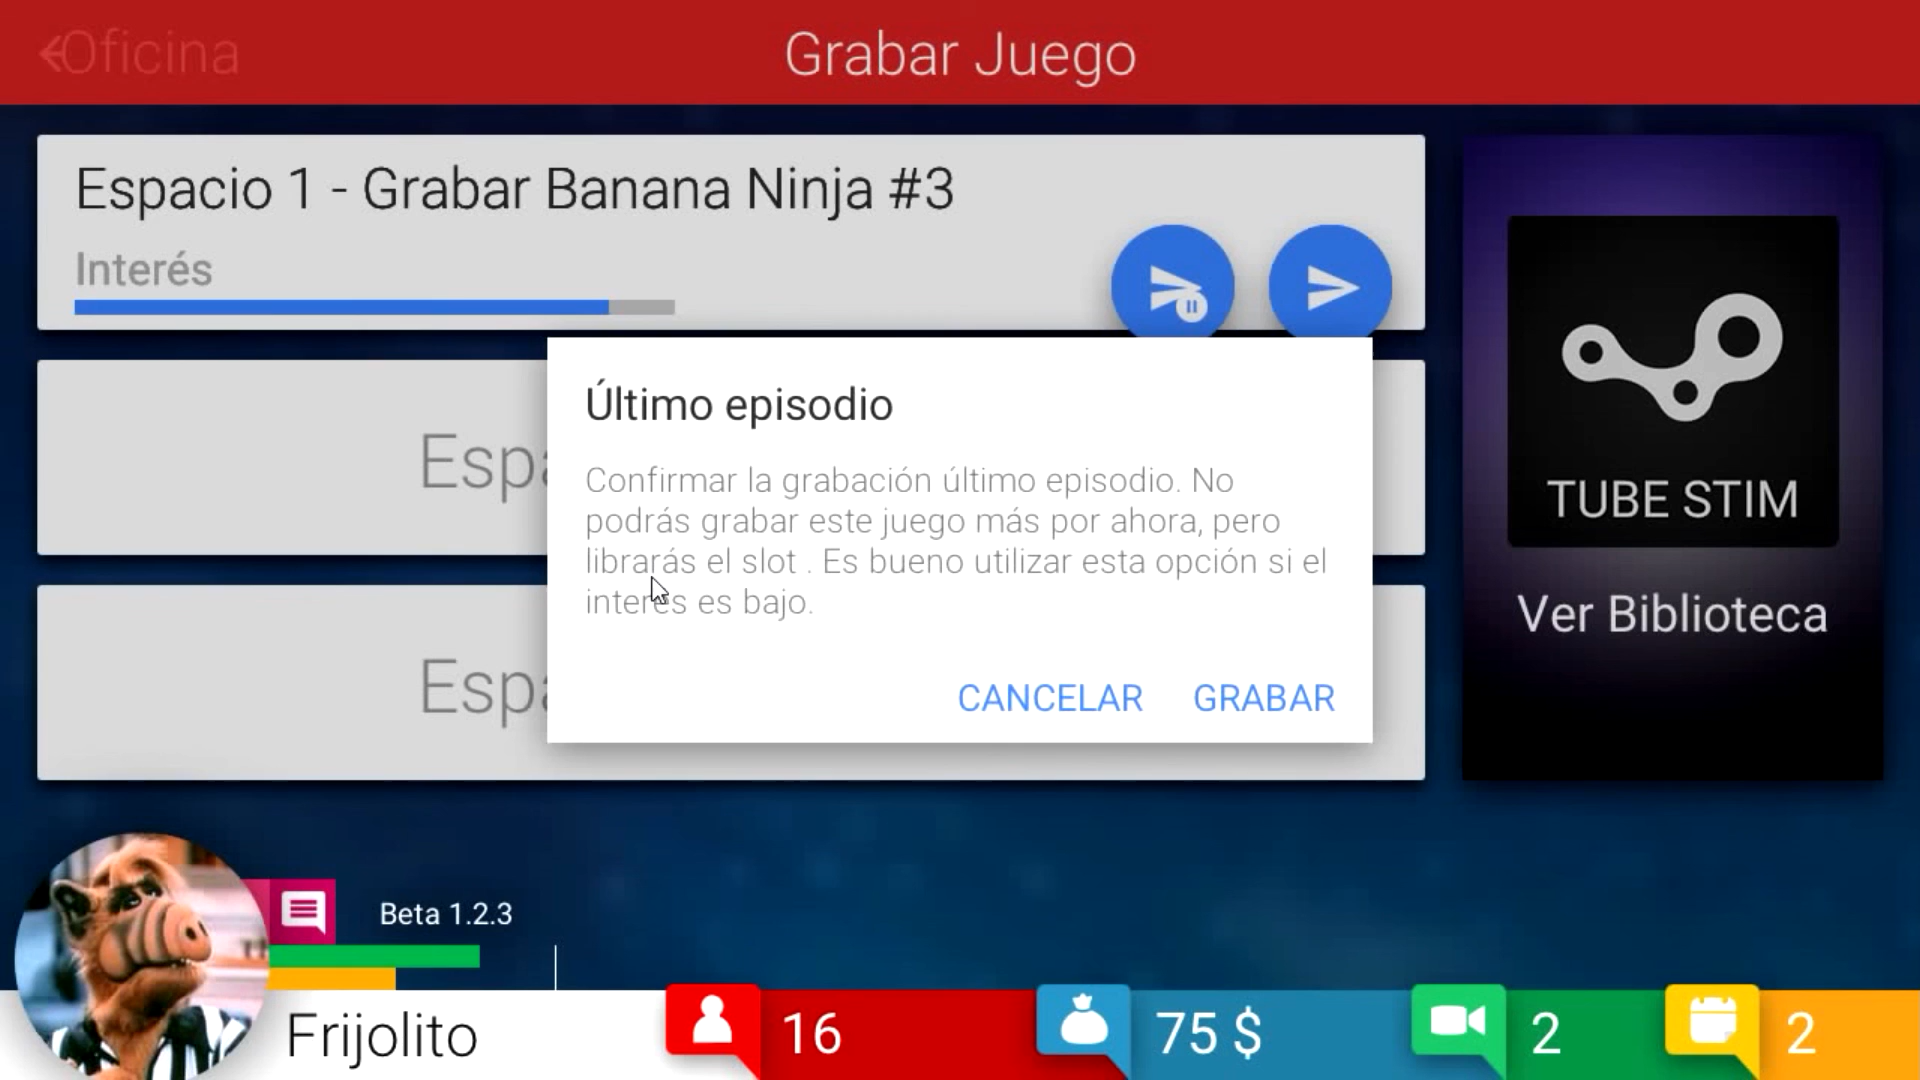 Oficina
Grabar Juego
Espacio 1 - Grabar Banana Ninja #3
Interés
Último episodio
Confirmar la grabación último episodio. No
podrás grabar este juego más por ahora, pero
librarás el slot . Es bueno utilizar esta opción si el
interés es bajo.
CANCELAR GRABAR
TUBE STIM
Ver Biblioteca
Beta 1.2.3
Frijolito
16
75 $
2
2